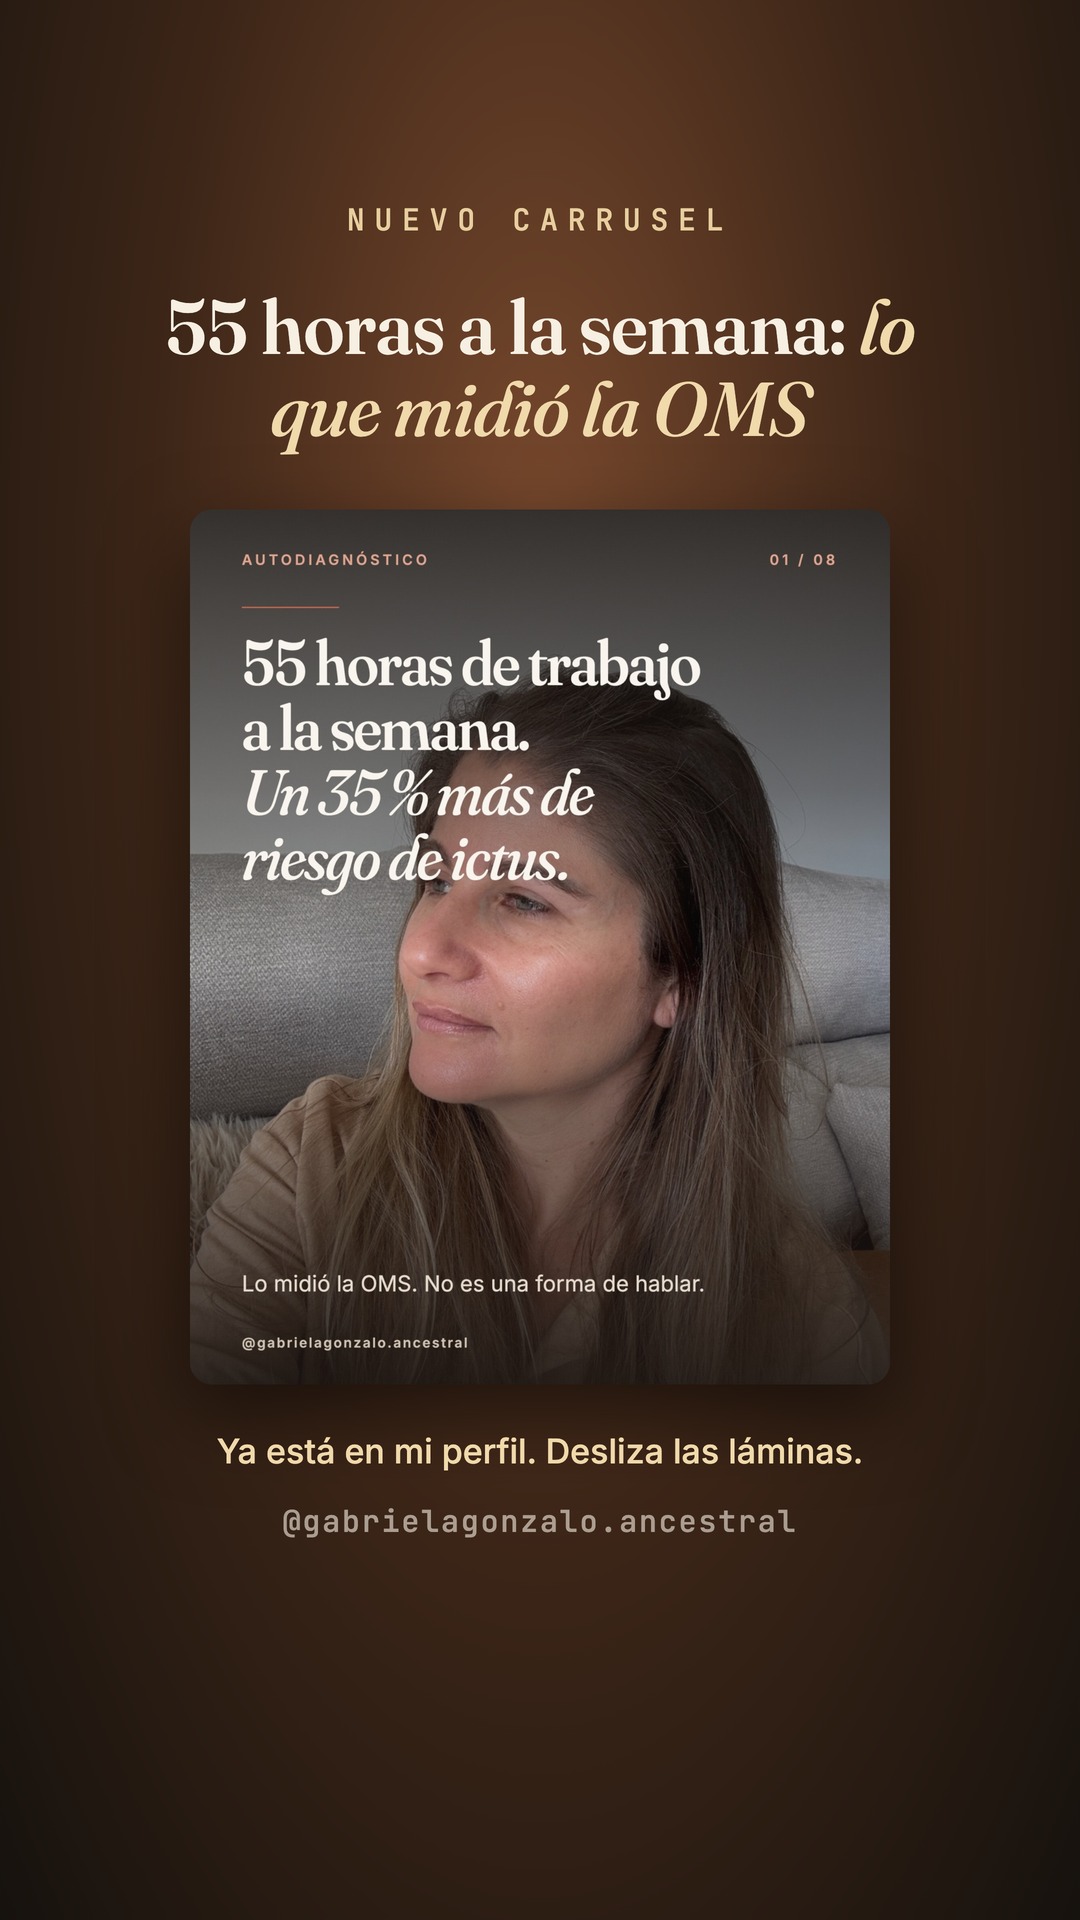 NUEVO CARRUSEL
55 horas a la semana: lo
que midió la OMS
AUTODIAGNÓSTICO
01 / 08
55 horas de trabajo
a la semana.
Un 35 % más de
riesgo de ictus.
Lo midió la OMS. No es una forma de hablar.
@gabrielagonzalo.ancestral
Ya está en mi perfil. Desliza las láminas.
@gabrielagonzalo.ancestral